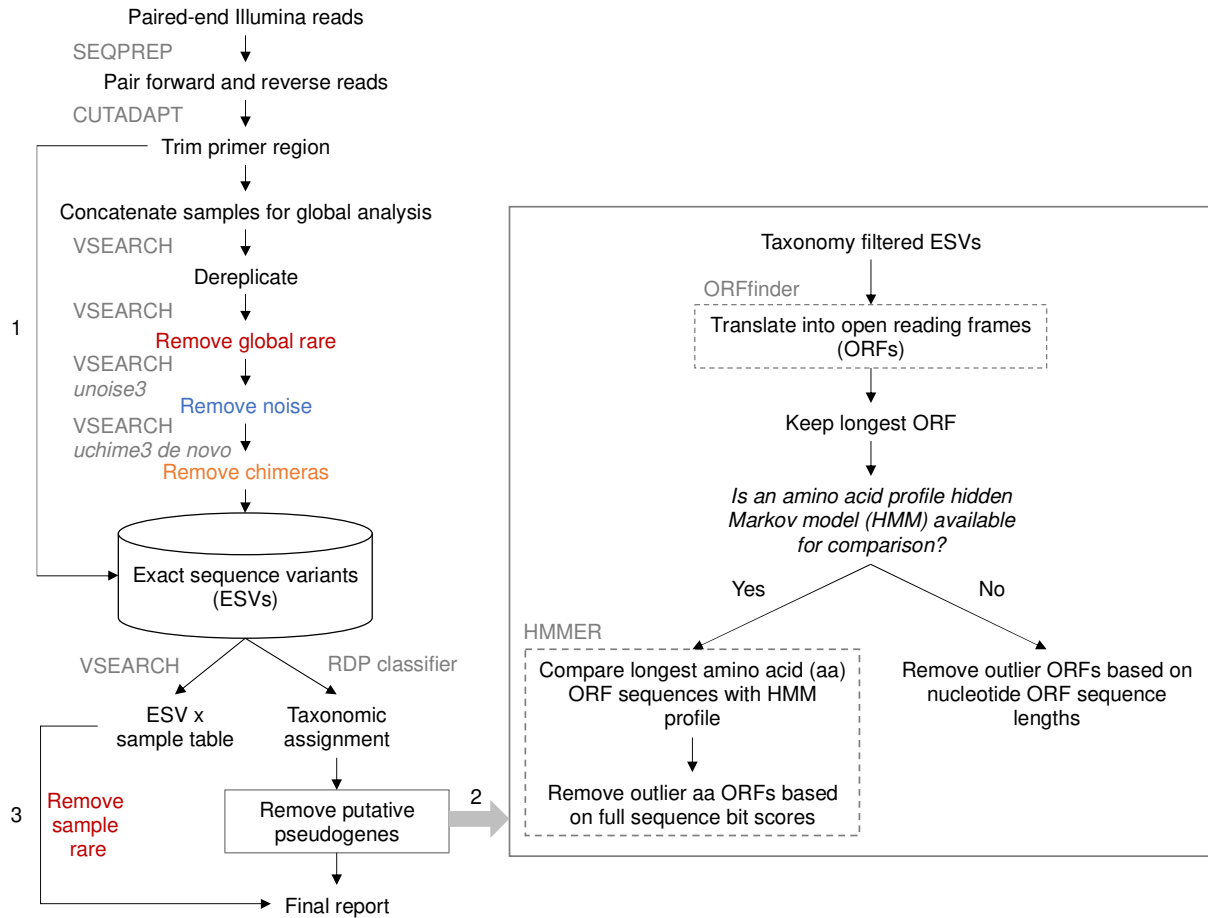 Paired-end Illumina reads
SEQPREP
Pair forward and reverse reads
CUTADAPT
Trim primer region
Concatenate samples for global analysis
VSEARCH
Dereplicate
VSEARCH
1
Remove global rare
VSEARCH
unoise3
Remove noise
VSEARCH
uchime3 de novo
Remove chimeras
Exact sequence variants
(ESVs)
VSEARCH
RDP classifier
ESV x
sample table
Taxonomic
assignment
3
Remove
sample
rare
Remove putative
pseudogenes
2
Final report
Taxonomy filtered ESVs
ORFfinder
Translate into open reading frames
(ORFs)
Keep longest ORF
Is an amino acid profile hidden
Markov model (HMM) available
for comparison?
Yes
No
HMMER
Compare longest amino acid (aa)
ORF sequences with HMM
profile
Remove outlier aa ORFs based
on full sequence bit scores
Remove outlier ORFs based on
nucleotide ORF sequence
lengths